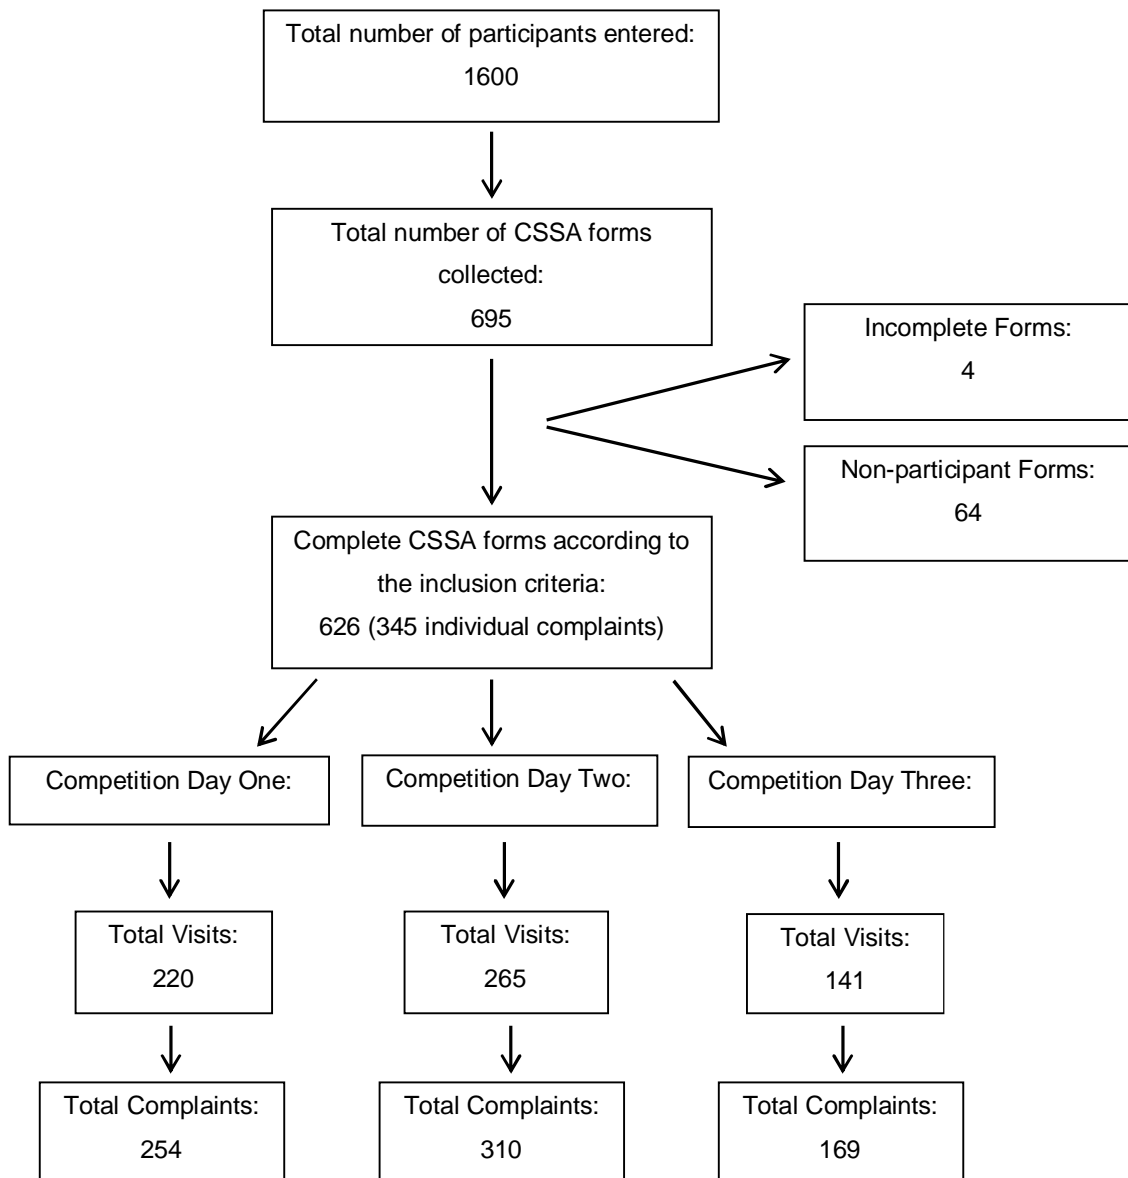 Total number of participants entered:
1600
Total number of CSSA forms
collected:
695
Incomplete Forms:
4
Non-participant Forms:
64
Complete CSSA forms according to
the inclusion criteria:
626 (345 individual complaints)
Competition Day One:
Competition Day Two:
Competition Day Three:
Total Visits:
220
Total Visits:
265
Total Visits:
141
Total Complaints:
254
Total Complaints:
310
Total Complaints:
169